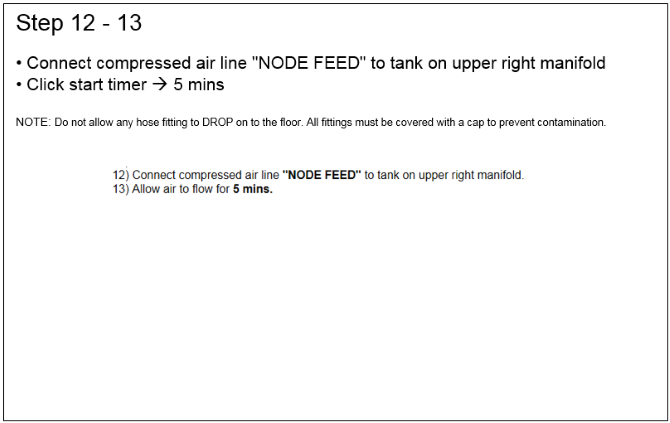 Step 12 - 13
• Connect compressed air line "NODE FEED" to tank on upper right manifold
• Click start timer → 5 mins
NOTE: Do not allow any hose fitting to DROP on to the floor. All fittings must be covered with a cap to prevent contamination.
12) Connect compressed air line "NODE FEED" to tank on upper right manifold.
13) Allow air to flow for 5 mins.